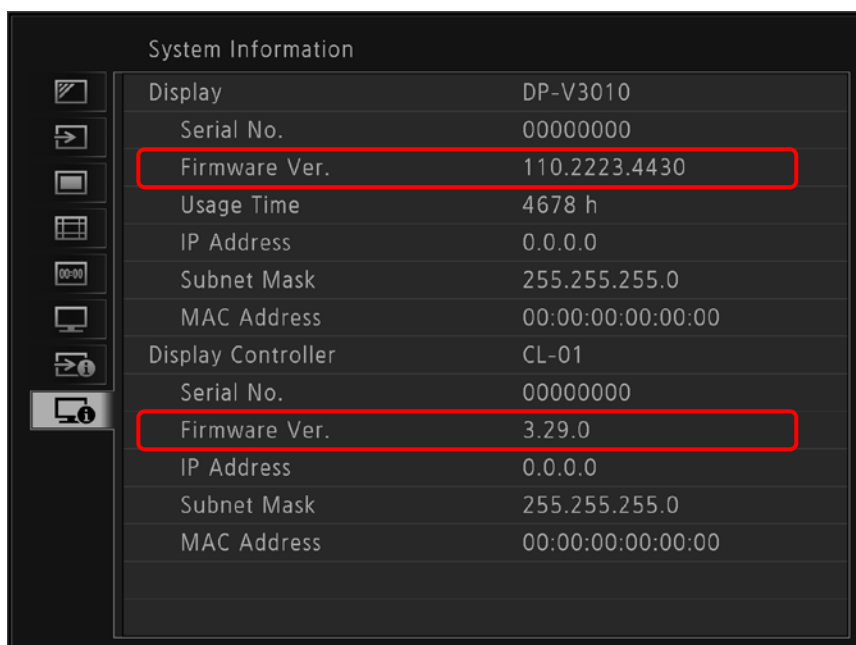 System Information
Display DP-V3010
Serial No. 00000000
Firmware Ver. 110.2223.4430
Usage Time 4678 h
IP Address 0.0.0.0
Subnet Mask 255.255.255.0
MAC Address 00:00:00:00:00:00
00:00
Display Controller CL-01
Serial No. 00000000
Firmware Ver. 3.29.0
IP Address 0.0.0.0
Subnet Mask 255.255.255.0
MAC Address 00:00:00:00:00:00